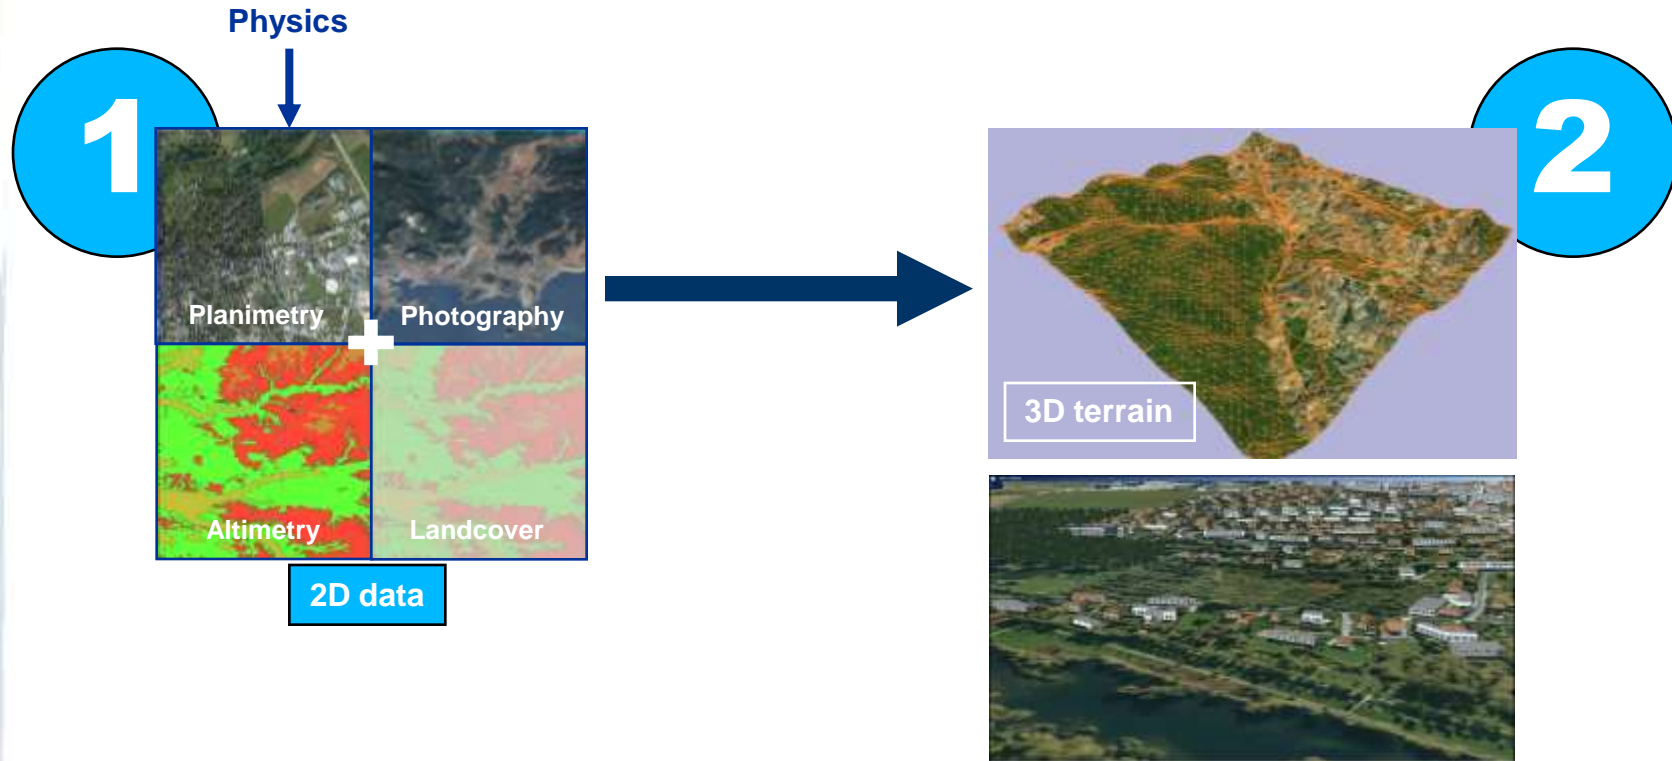 Physics
1
2
Planimetry
Photography
Altimetry
Landcover
2D data
3D terrain